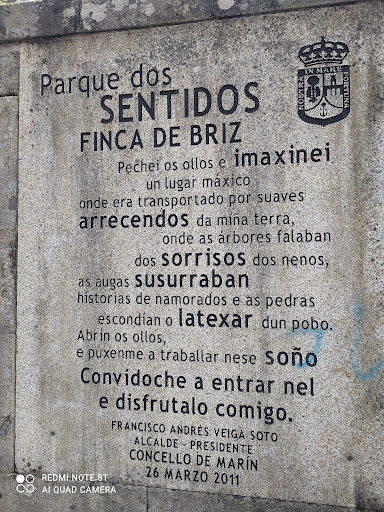 Parque dos
SENTIDOS
FINCA DE BRIZ
Pechei os ollos e imaxinei
un lugar máxico
onde era transportado por suaves
arrecendos da miña terra,
onde as árbores falaban
dos sorrisos dos nenos,
as augas susurraban
historias de namorados e as pedras
escondian o latexar dun pobo.
Abrin os ollos,
e puxenme a traballar nese soño
Convídoche a entrar nel
e disfrutalo comigo.
FRANCISCO ANDRÉS VEIGA SOTO
ALCALDE - PRESIDENTE
CONCELLO DE MARÍN
26 MARZO 2011
REDMI NOTE 8T
AI QUAD CAMERA